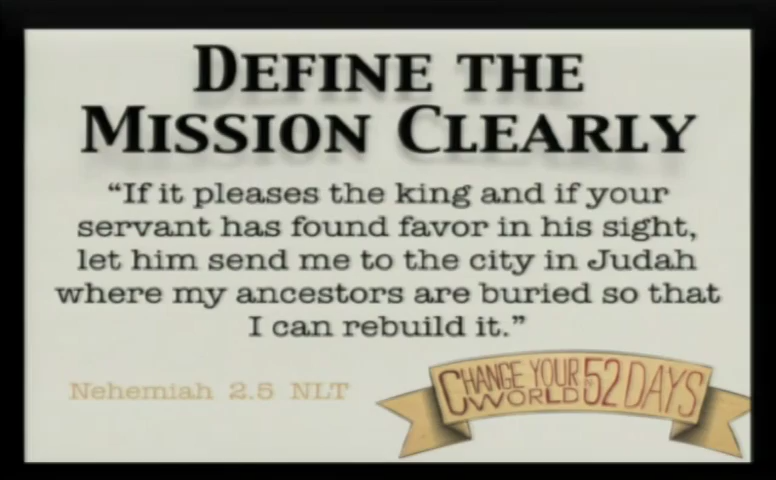 DEFINE THE
MISSION CLEARLY
“If it pleases the king and if your
servant has found favor in his sight,
let him send me to the city in Judah
where my ancestors are buried so that
I can rebuild it.”
Nehemiah 2.5 NLT
CHANGE YOUR
WORLD IN 52 DAYS